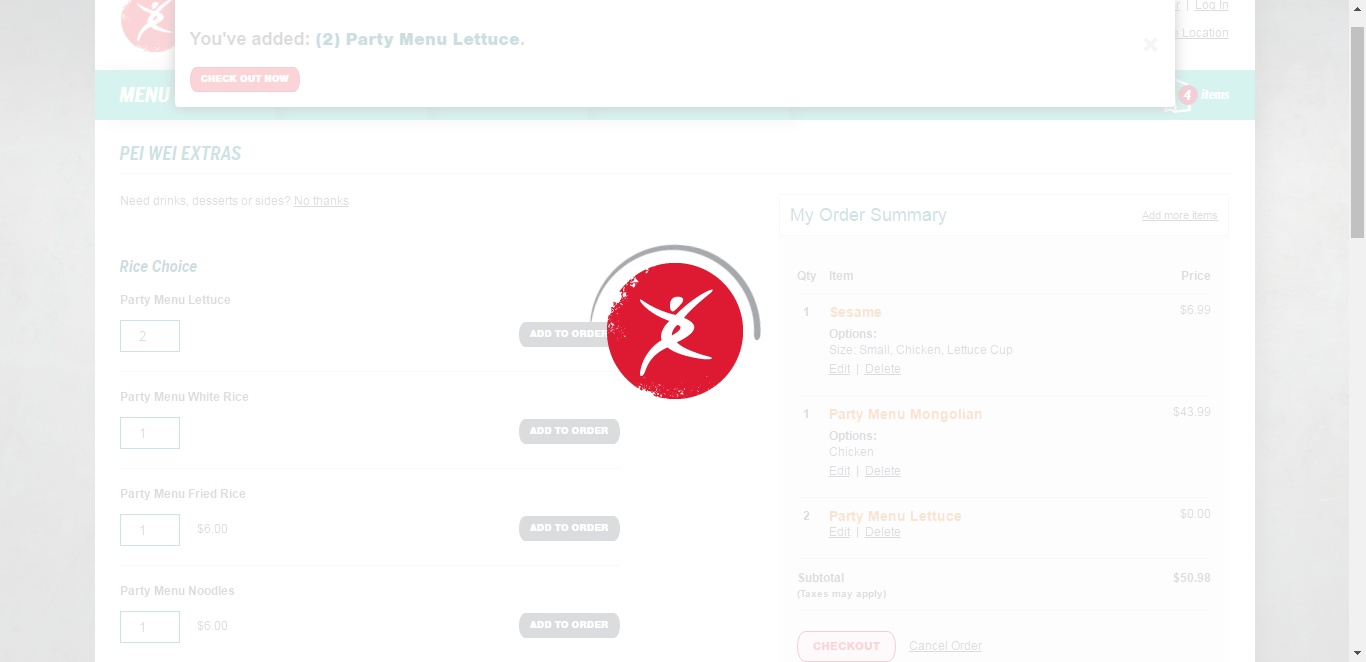 r | Log In
You've added: (2) Party Menu Lettuce.
e Location
CHECK OUT NOW
MENU
4 items
PEI WEI EXTRAS
Need drinks, desserts or sides? No thanks
My Order Summary
Add more items
Rice Choice
Qty Item Price
Party Menu Lettuce
2
ADD TO ORDER
Party Menu White Rice
1
ADD TO ORDER
Party Menu Fried Rice
1 $6.00
ADD TO ORDER
Party Menu Noodles
1 $6.00
ADD TO ORDER
1 Sesame $6.99
Options:
Size: Small, Chicken, Lettuce Cup
Edit | Delete
1 Party Menu Mongolian $43.99
Options:
Chicken
Edit | Delete
2 Party Menu Lettuce $0.00
Edit | Delete
Subtotal $50.98
(Taxes may apply)
CHECKOUT Cancel Order